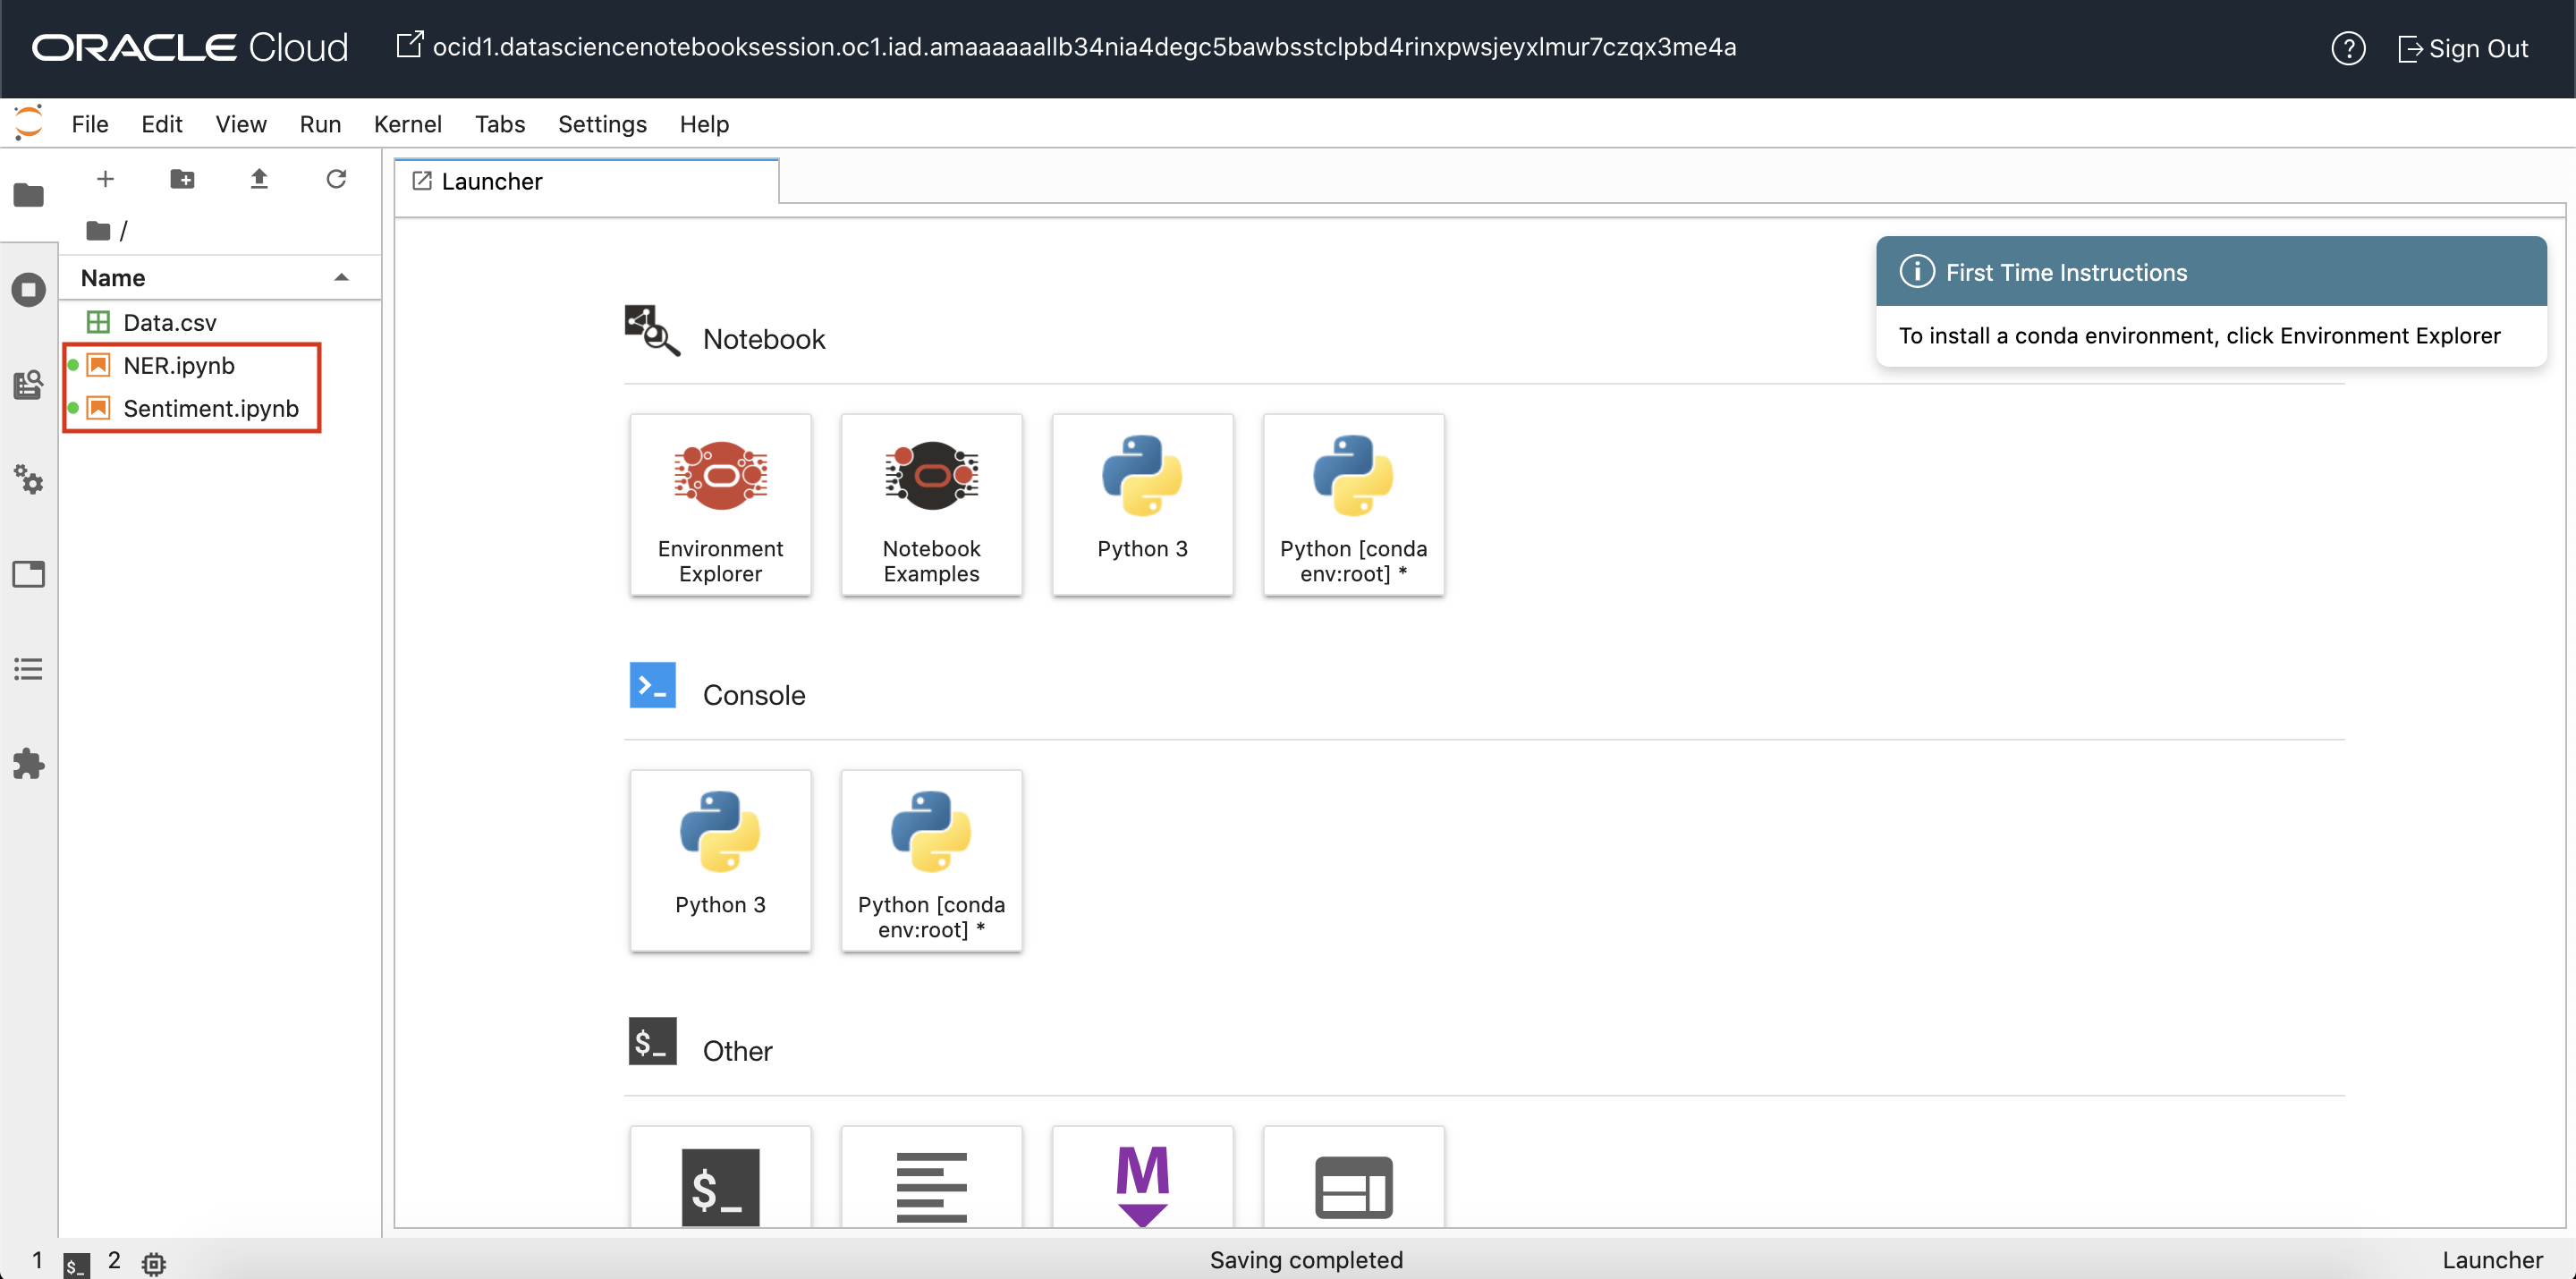 ORACLE Cloud
ocid1.datasciencenotebooksession.oc1.iad.amaaaaaallb34nia4degc5bawbsstclpbd4rinxpwsjeyxlmur7czqx3me4a
? Sign Out
File Edit View Run Kernel Tabs Settings Help
Launcher
/
Name
Data.csv
NER.ipynb
Sentiment.ipynb
First Time Instructions
To install a conda environment, click Environment Explorer
Notebook
Environment
Explorer
Notebook
Examples
Python 3
Python [conda
env:root] *
Console
Python 3
Python [conda
env:root] *
$_ Other
$_
M
1 $_ 2
Saving completed
Launcher